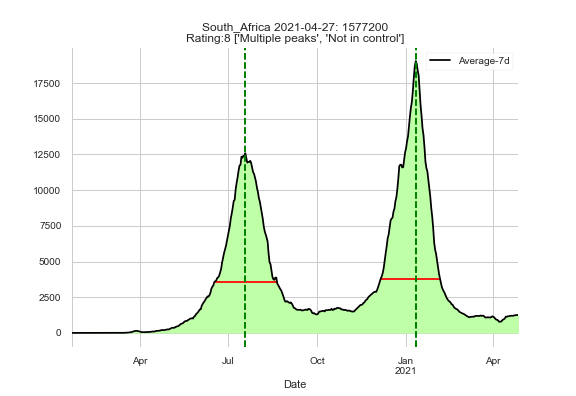 South_Africa 2021-04-27: 1577200
Rating:8 ['Multiple peaks', 'Not in control']
Average-7d
17500
15000
12500
10000
7500
5000
2500
0
Apr
Jul
Oct
Jan
2021
Apr
Date